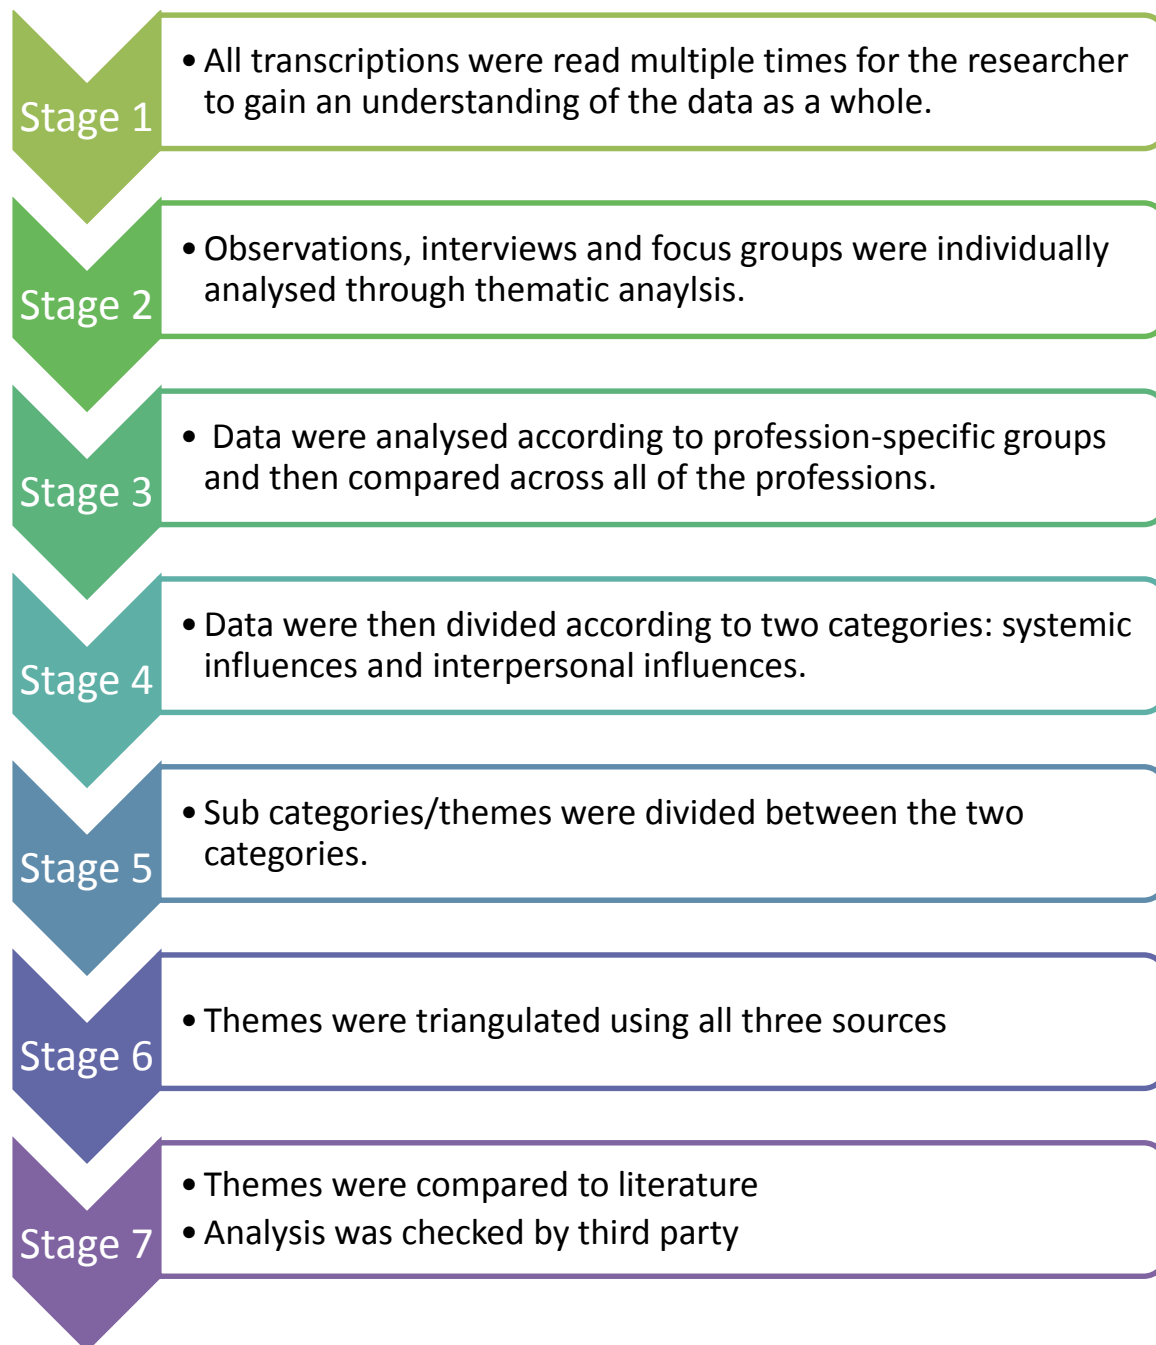 Stage 1
• All transcriptions were read multiple times for the researcher
to gain an understanding of the data as a whole.
Stage 2
• Observations, interviews and focus groups were individually
analysed through thematic anaylsis.
Stage 3
• Data were analysed according to profession-specific groups
and then compared across all of the professions.
Stage 4
• Data were then divided according to two categories: systemic
influences and interpersonal influences.
Stage 5
• Sub categories/themes were divided between the two
categories.
Stage 6
• Themes were triangulated using all three sources
Stage 7
• Themes were compared to literature
• Analysis was checked by third party